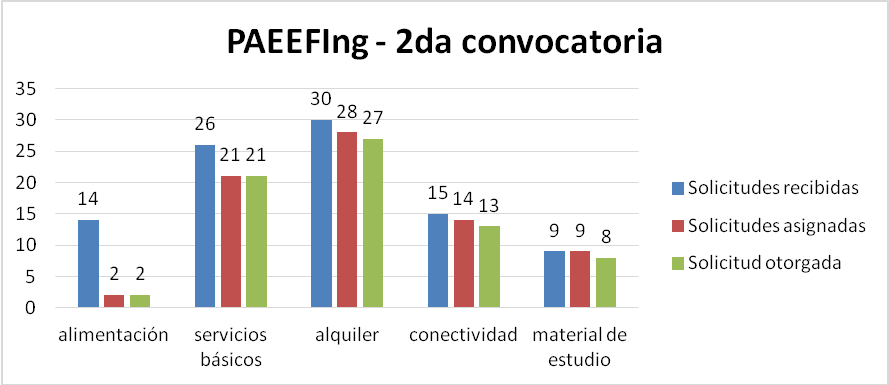 PAEEFIng - 2da convocatoria
35
30
25
20
15
10
5
0
14
2
2
26
21
21
30
28
27
15
14
13
9
9
8
alimentación
servicios
básicos
alquiler
conectividad
material de
estudio
Solicitudes recibidas
Solicitudes asignadas
Solicitud otorgada